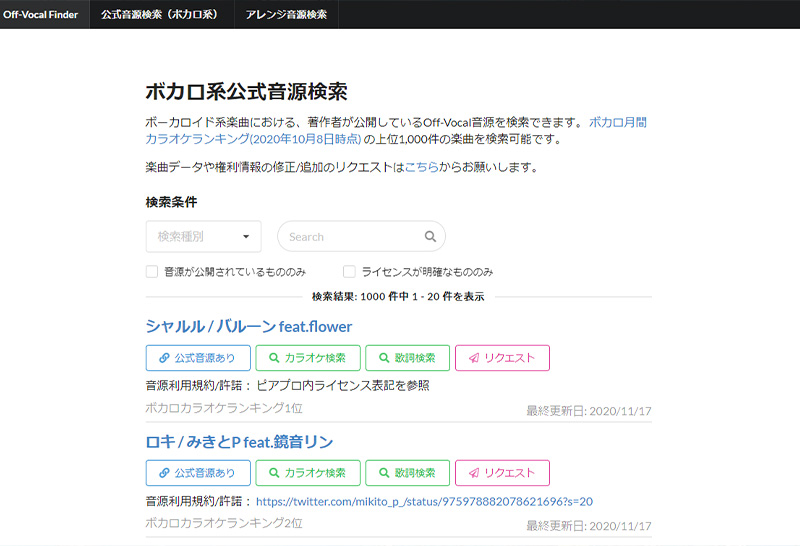 Off-Vocal Finder 公式音源検索（ボカロ系） アレンジ音源検索
ボカロ系公式音源検索
ボーカロイド系楽曲における、著作者が公開しているOff-Vocal音源を検索できます。 ボカロ月間
カラオケランキング(2020年10月8日時点) の上位1,000件の楽曲を検索可能です。
楽曲データや権利情報の修正/追加のリクエストはこちらからお願いします。
検索条件
検索種別 Search
音源が公開されているもののみ ライセンスが明確なもののみ
検索結果: 1000 件中 1 - 20 件を表示
シャルル / バルーン feat.flower
公式音源あり カラオケ検索 歌詞検索 リクエスト
音源利用規約/許諾： ピアプロ内ライセンス表記を参照
ボカロカラオケランキング1位 最終更新日: 2020/11/17
ロキ / みきとP feat.鏡音リン
公式音源あり カラオケ検索 歌詞検索 リクエスト
音源利用規約/許諾： https://twitter.com/mikito_p_/status/975978882078621696?s=20
ボカロカラオケランキング2位 最終更新日: 2020/11/17